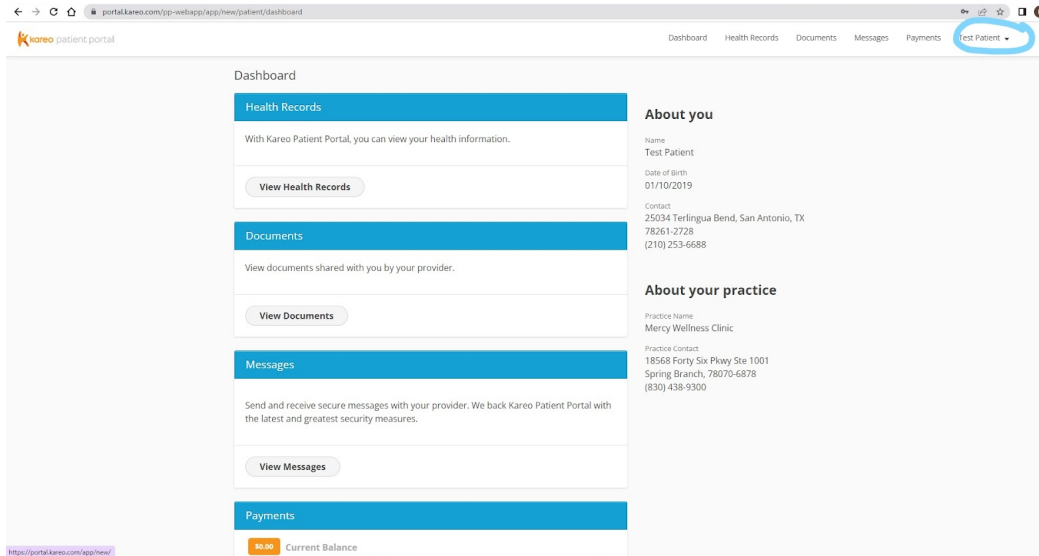 portal.kareo.com/pp-webapp/app/new/patient/dashboard
kareo patient portal
Dashboard Health Records Documents Messages Payments Test Patient
Dashboard
Health Records
With Kareo Patient Portal, you can view your health information.
View Health Records
Documents
View documents shared with you by your provider.
View Documents
Messages
Send and receive secure messages with your provider. We back Kareo Patient Portal with
the latest and greatest security measures.
View Messages
Payments
$0.00 Current Balance
About you
Name
Test Patient
Date of Birth
01/10/2019
Contact
25034 Terlingua Bend, San Antonio, TX
78261-2728
(210) 253-6688
About your practice
Practice Name
Mercy Wellness Clinic
Practice Contact
18568 Forty Six Pkwy Ste 1001
Spring Branch, 78070-6878
(830) 438-9300
https://portal.kareo.com/app/new/